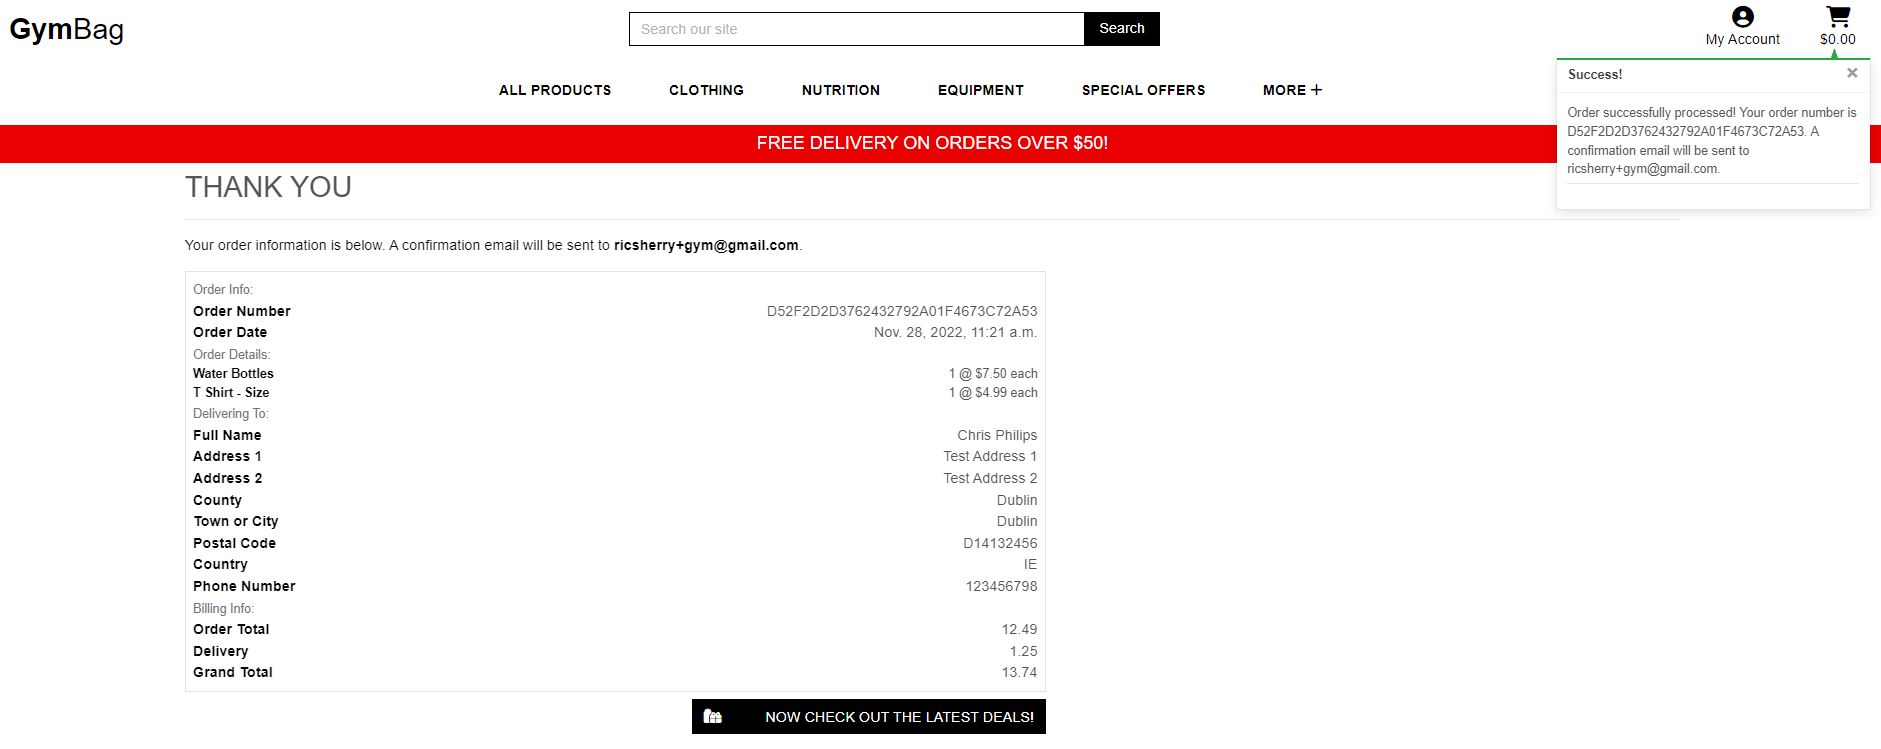 GymBag
Search our site
Search
My Account
$0.00
ALL PRODUCTS CLOTHING NUTRITION EQUIPMENT SPECIAL OFFERS MORE +
Success! ×
Order successfully processed! Your order number is
D52F2D2D3762432792A01F4673C72A53. A
confirmation email will be sent to
ricsherry+gym@gmail.com.
FREE DELIVERY ON ORDERS OVER $50!
THANK YOU
Your order information is below. A confirmation email will be sent to ricsherry+gym@gmail.com.
Order Info:
Order Number D52F2D2D3762432792A01F4673C72A53
Order Date Nov. 28, 2022, 11:21 a.m.
Order Details:
Water Bottles 1 @ $7.50 each
T Shirt - Size 1 @ $4.99 each
Delivering To:
Full Name Chris Philips
Address 1 Test Address 1
Address 2 Test Address 2
County Dublin
Town or City Dublin
Postal Code D14132456
Country IE
Phone Number 123456798
Billing Info:
Order Total 12.49
Delivery 1.25
Grand Total 13.74
NOW CHECK OUT THE LATEST DEALS!